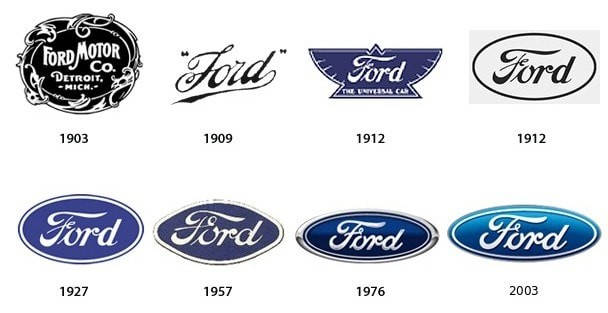 FORD MOTOR
CO.
DETROIT,
-MICH.-
"Ford"
Ford
THE UNIVERSAL CAR
Ford
1903
1909
1912
1912
Ford
Ford
Ford
Ford
1927
1957
1976
2003